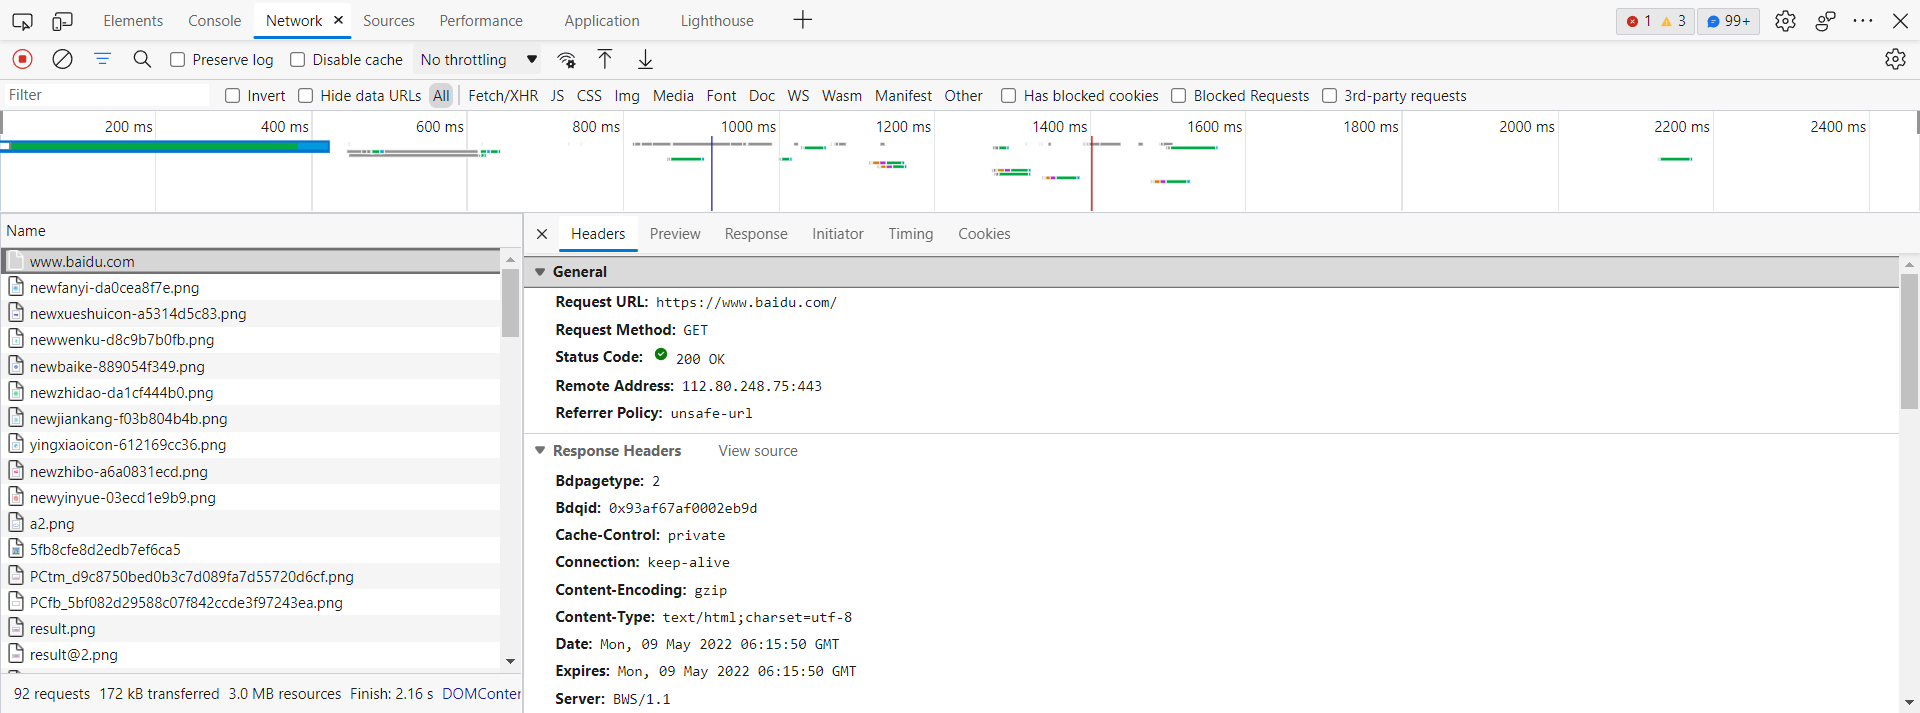 Elements Console Network × Sources Performance Application Lighthouse +
1 3 99+
Preserve log Disable cache No throttling
Filter Invert Hide data URLs All Fetch/XHR JS CSS Img Media Font Doc WS Wasm Manifest Other Has blocked cookies Blocked Requests 3rd-party requests
200 ms 400 ms 600 ms 800 ms 1000 ms 1200 ms 1400 ms 1600 ms 1800 ms 2000 ms 2200 ms 2400 ms
Name
www.baidu.com
newfanyi-da0cea8f7e.png
newxueshuicon-a5314d5c83.png
newwenku-d8c9b7b0fb.png
newbaike-889054f349.png
newzhidao-da1cf444b0.png
newjiankang-f03b804b4b.png
yingxiaoicon-612169cc36.png
newzhibo-a6a0831ecd.png
newyinyue-03ecd1e9b9.png
a2.png
5fb8cfe8d2edb7ef6ca5
PCtm_d9c8750bed0b3c7d089fa7d55720d6cf.png
PCfb_5bf082d29588c07f842ccde3f97243ea.png
result.png
result@2.png
92 requests 172 kB transferred 3.0 MB resources Finish: 2.16 s DOMConter
Headers Preview Response Initiator Timing Cookies
General
Request URL: https://www.baidu.com/
Request Method: GET
Status Code: 200 OK
Remote Address: 112.80.248.75:443
Referrer Policy: unsafe-url
Response Headers View source
Bdpagetype: 2
Bdqid: 0x93af67af0002eb9d
Cache-Control: private
Connection: keep-alive
Content-Encoding: gzip
Content-Type: text/html;charset=utf-8
Date: Mon, 09 May 2022 06:15:50 GMT
Expires: Mon, 09 May 2022 06:15:50 GMT
Server: BWS/1.1